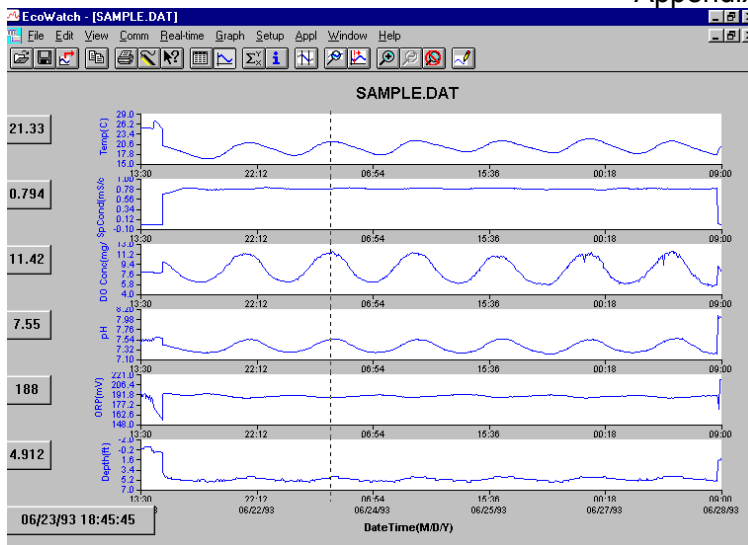 Appendix
EcoWatch - [SAMPLE.DAT]
File Edit View Comm Real-time Graph Setup Appl Window Help
SAMPLE.DAT
21.33
Temp(C)
29.0
26.2
23.4
20.6
17.8
15.0
13:30 22:12 06:54 15:36 00:18 09:00
0.794
SpCond(mS/c
1.00
0.78
0.56
0.34
0.12
-0.10
13:30 22:12 06:54 15:36 00:18 09:00
11.42
DO Conc(mg/
13.0
11.2
9.4
7.6
5.8
4.0
13:30 22:12 06:54 15:36 00:18 09:00
7.55
pH
8.20
7.98
7.76
7.54
7.32
7.10
13:30 22:12 06:54 15:36 00:18 09:00
188
ORP(mV)
221.0
206.4
191.8
177.2
162.6
148.0
13:30 22:12 06:54 15:36 00:18 09:00
4.912
Depth(ft)
-2.0
-0.2
1.6
3.4
5.2
7.0
13:30 22:12 06:54 15:36 00:18 09:00
06/22/93 06/24/93 06/25/93 06/27/93 06/28/93
06/23/93 18:45:45
DateTime(M/D/Y)